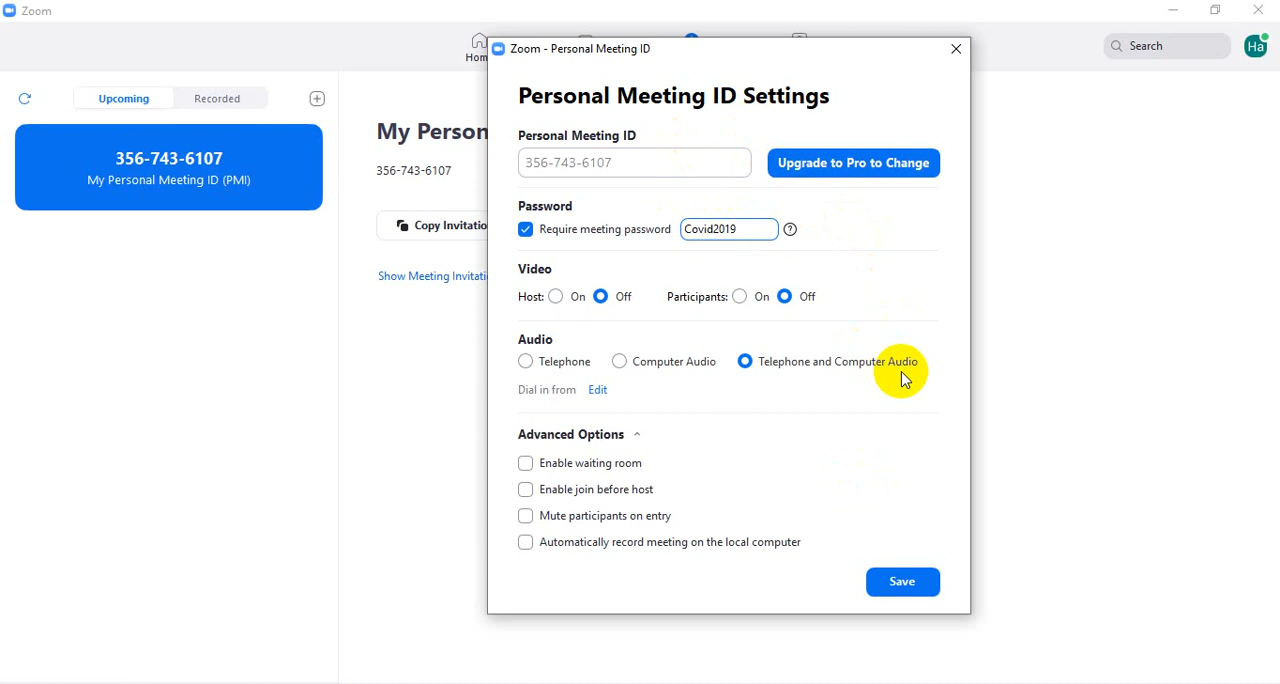 Zoom
Hom
Search
Ha
Upcoming
Recorded
356-743-6107
My Personal Meeting ID (PMI)
My Person
356-743-6107
Copy Invitatio
Show Meeting Invitati
Zoom - Personal Meeting ID
Personal Meeting ID Settings
Personal Meeting ID
356-743-6107
Upgrade to Pro to Change
Password
Require meeting password Covid2019 ?
Video
Host: On Off Participants: On Off
Audio
Telephone Computer Audio Telephone and Computer Audio
Dial in from Edit
Advanced Options
Enable waiting room
Enable join before host
Mute participants on entry
Automatically record meeting on the local computer
Save